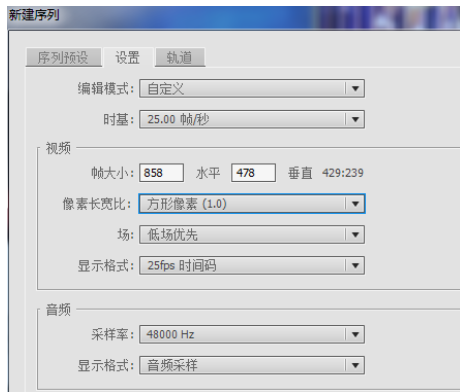 新建序列
序列预设 设置 轨道
编辑模式: 自定义
时基: 25.00 帧/秒
视频
帧大小: 858 水平 478 垂直 429:239
像素长宽比: 方形像素 (1.0)
场: 低场优先
显示格式: 25fps 时间码
音频
采样率: 48000 Hz
显示格式: 音频采样